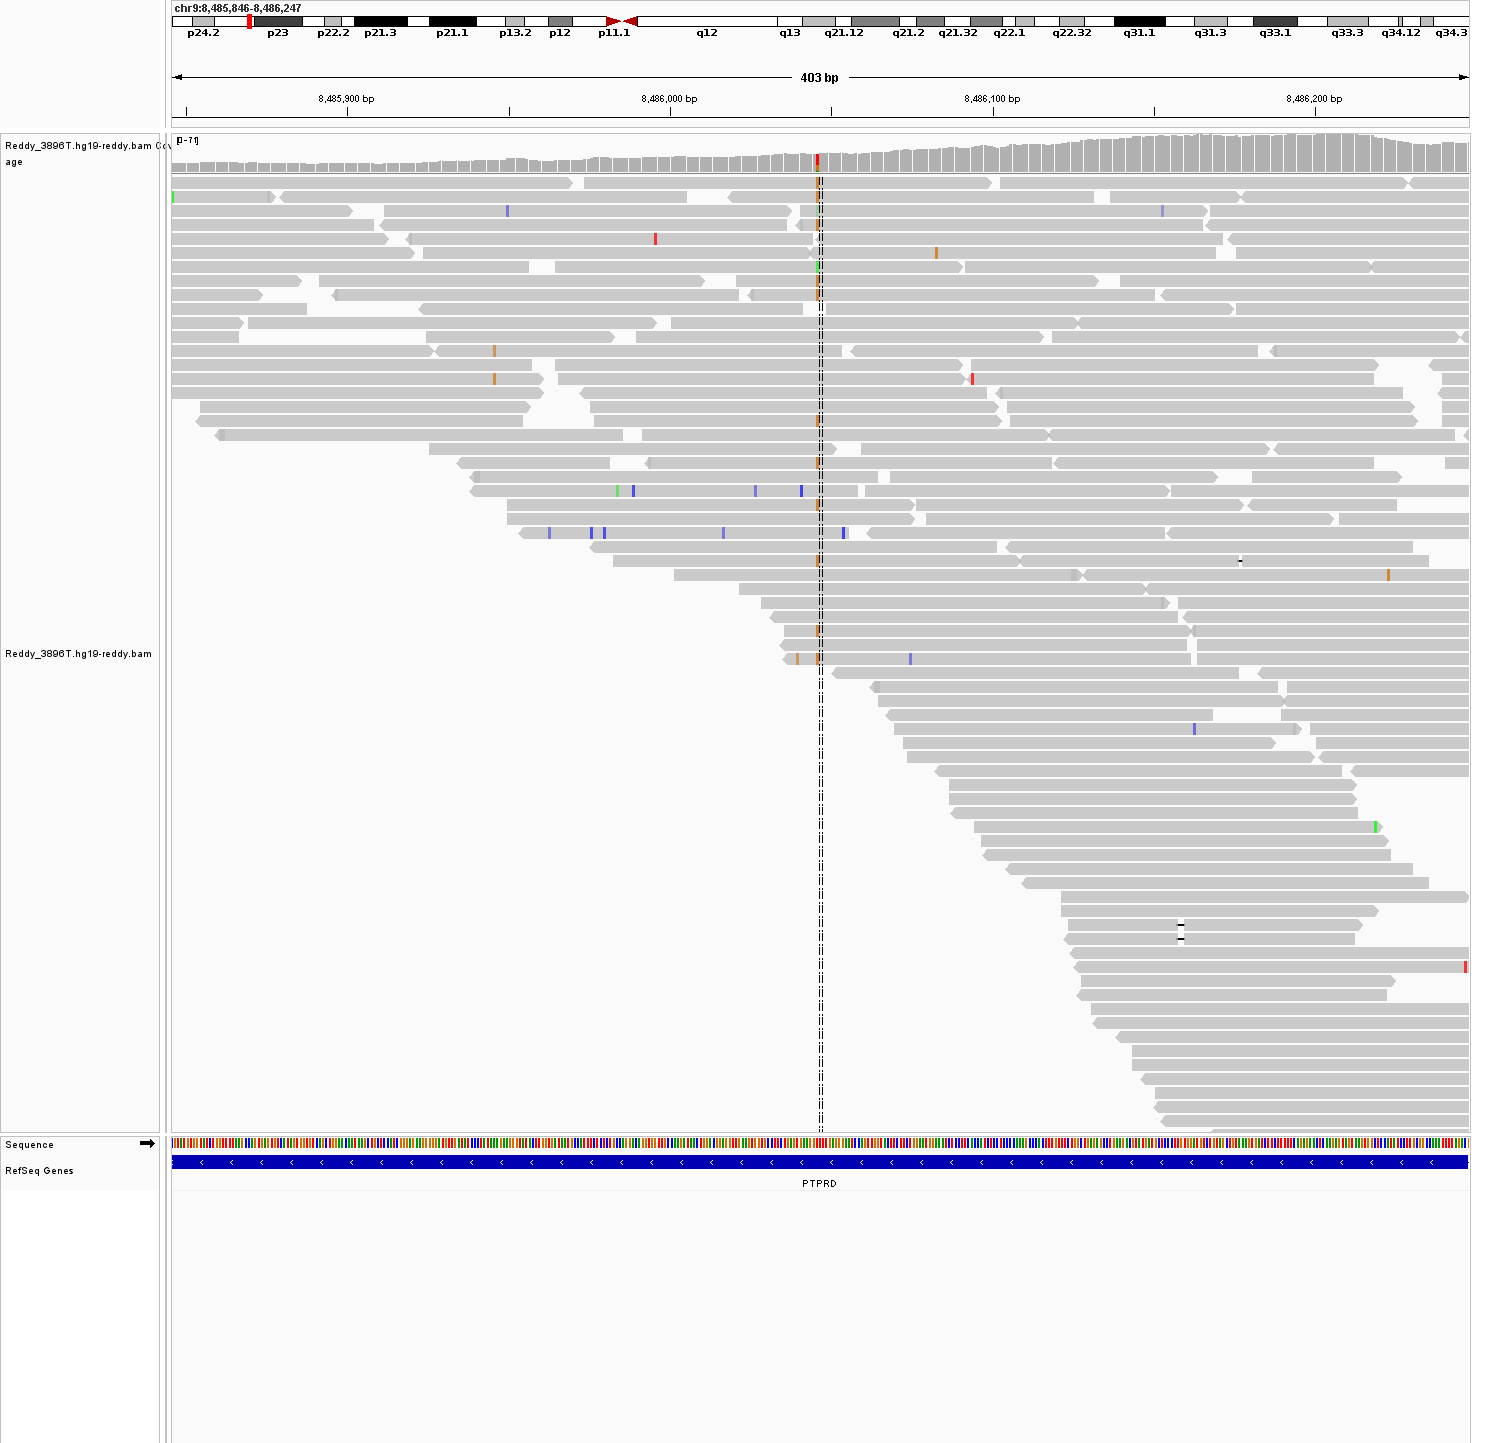 chr9:8,485,846-8,486,247
p24.2 p23 p22.2 p21.3 p21.1 p13.2 p12 p11.1 q12 q13 q21.12 q21.2 q21.32 q22.1 q22.32 q31.1 q31.3 q33.1 q33.3 q34.12 q34.3
403 bp
8,485,900 bp 8,486,000 bp 8,486,100 bp 8,486,200 bp
[0-71]
Reddy_3896T.hg19-reddy.bam Cov
age
Reddy_3896T.hg19-reddy.bam
Sequence
RefSeq Genes
PTPRD